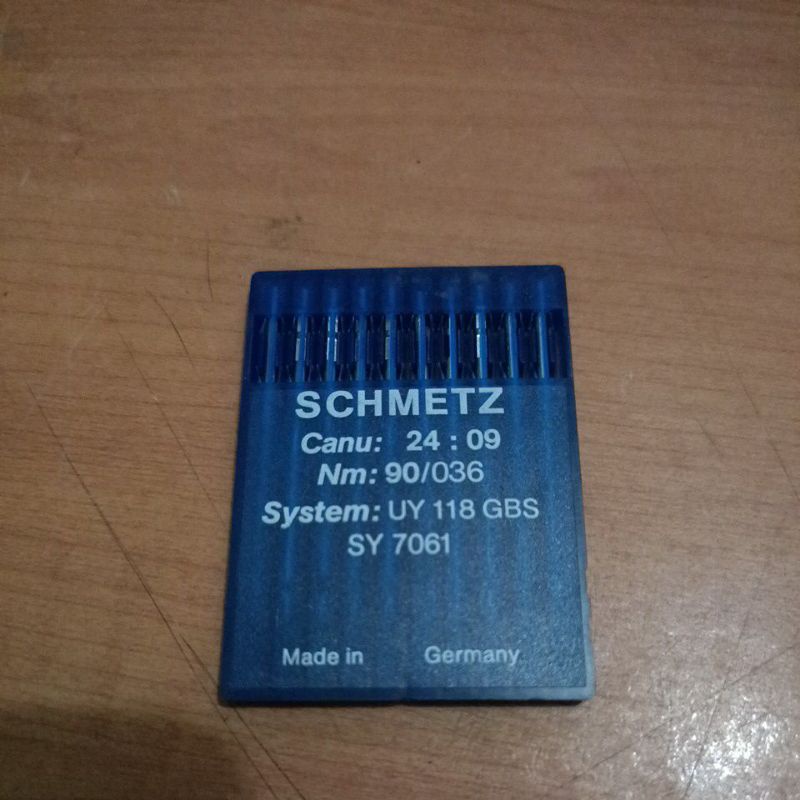 SCHMETZ
Canu: 24 : 09
Nm: 90/036
System: UY 118 GBS
SY 7061
Made in Germany